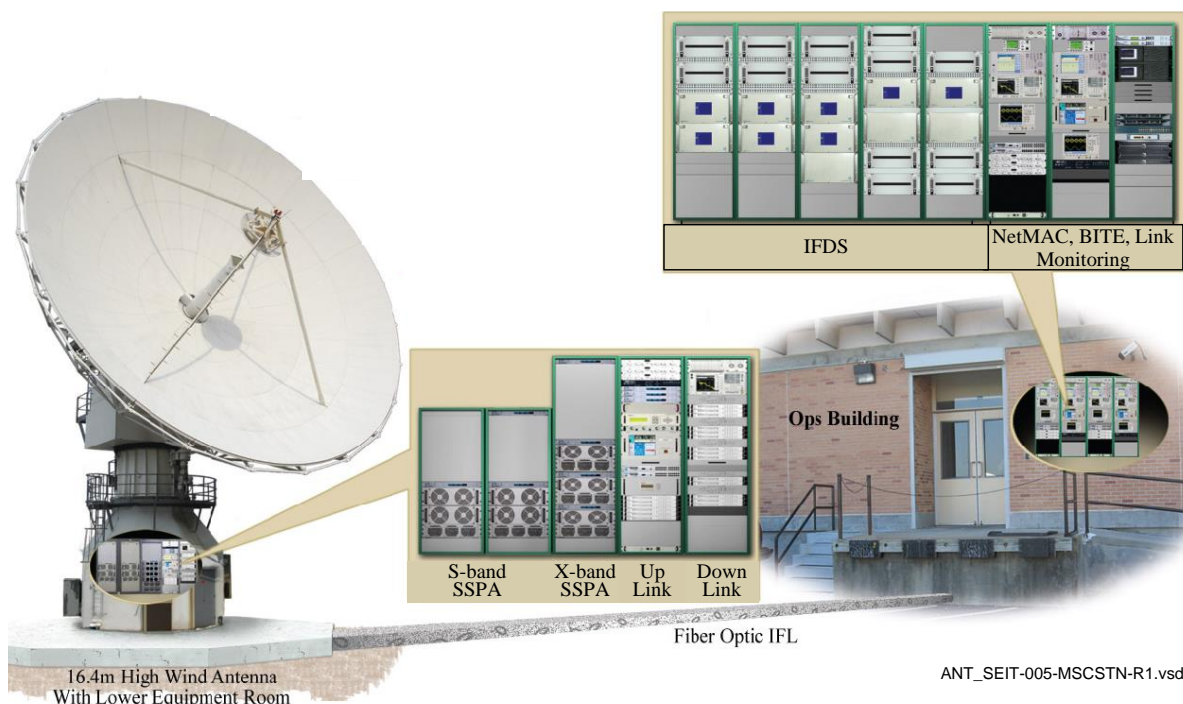 IFDS
NetMAC, BITE, Link
Monitoring
Ops Building
S-band
SSPA
X-band
SSPA
Up
Link
Down
Link
Fiber Optic IFL
16.4m High Wind Antenna
With Lower Equipment Room
ANT_SEIT-005-MSCSTN-R1.vsd